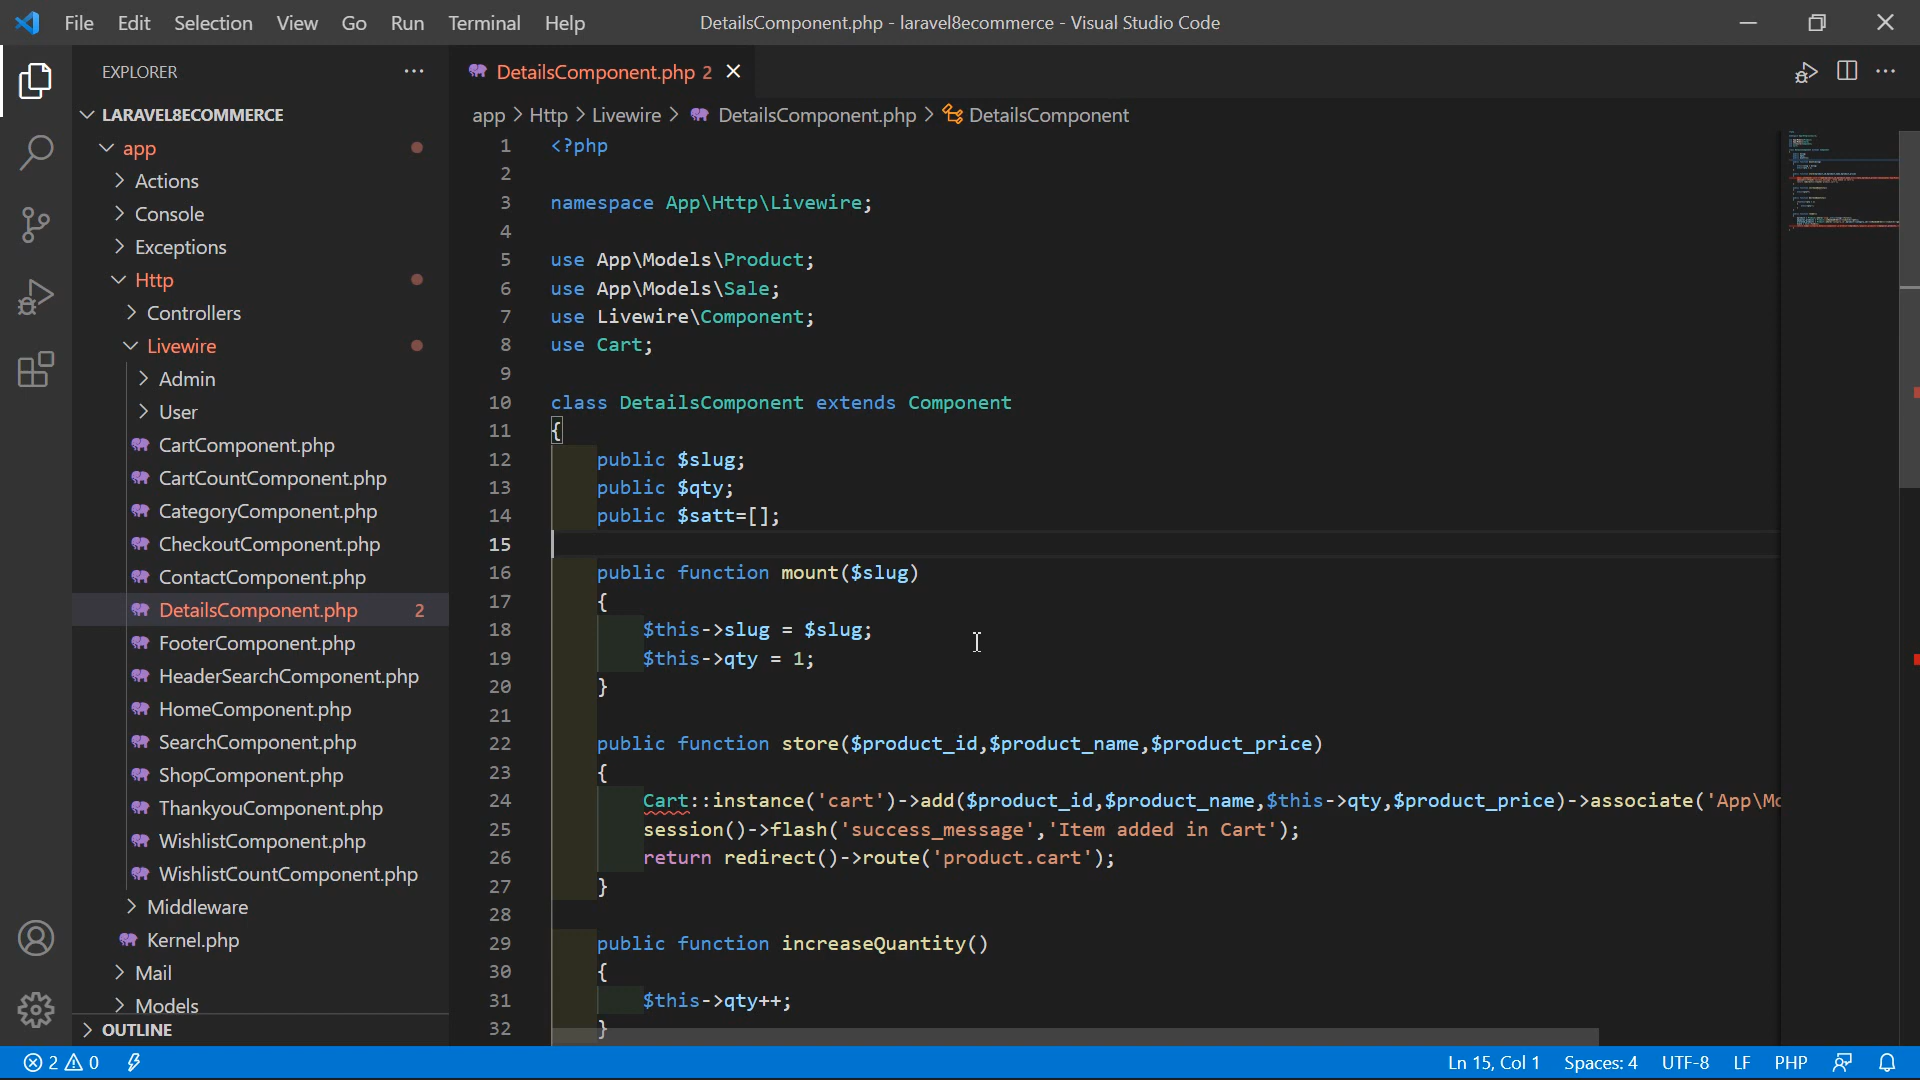 File Edit Selection View Go Run Terminal Help
DetailsComponent.php - laravel8ecommerce - Visual Studio Code
EXPLORER
LARAVEL8ECOMMERCE
app
Actions
Console
Exceptions
Http
Controllers
Livewire
Admin
User
CartComponent.php
CartCountComponent.php
CategoryComponent.php
CheckoutComponent.php
ContactComponent.php
DetailsComponent.php 2
FooterComponent.php
HeaderSearchComponent.php
HomeComponent.php
SearchComponent.php
ShopComponent.php
ThankyouComponent.php
WishlistComponent.php
WishlistCountComponent.php
Middleware
Kernel.php
Mail
Models
OUTLINE
DetailsComponent.php 2
app > Http > Livewire > DetailsComponent.php > DetailsComponent
1 <?php
2
3 namespace App\Http\Livewire;
4
5 use App\Models\Product;
6 use App\Models\Sale;
7 use Livewire\Component;
8 use Cart;
9
10 class DetailsComponent extends Component
11 {
12 public $slug;
13 public $qty;
14 public $satt=[];
15
16 public function mount($slug)
17 {
18 $this->slug = $slug;
19 $this->qty = 1;
20 }
21
22 public function store($product_id,$product_name,$product_price)
23 {
24 Cart::instance('cart')->add($product_id,$product_name,$this->qty,$product_price)->associate('App\Mo
25 session()->flash('success_message','Item added in Cart');
26 return redirect()->route('product.cart');
27 }
28
29 public function increaseQuantity()
30 {
31 $this->qty++;
32 }
2 0
Ln 15, Col 1 Spaces: 4 UTF-8 LF PHP